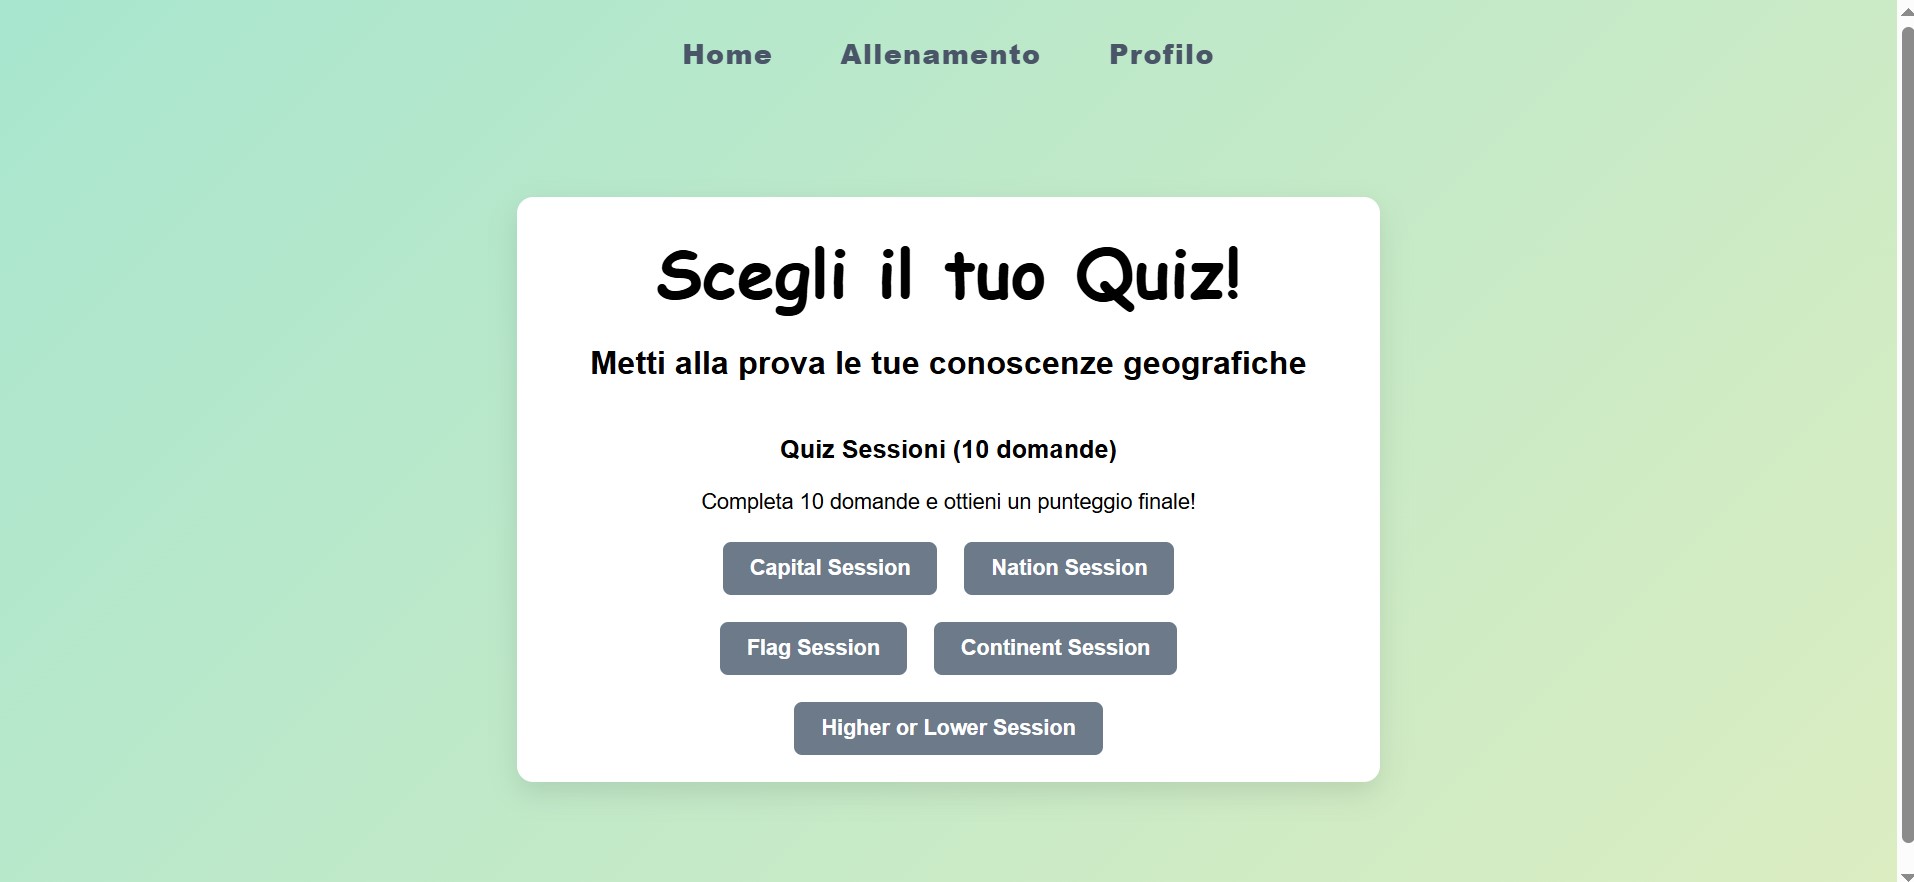 Home Allenamento Profilo
Scegli il tuo Quiz!
Metti alla prova le tue conoscenze geografiche
Quiz Sessioni (10 domande)
Completa 10 domande e ottieni un punteggio finale!
Capital Session Nation Session
Flag Session Continent Session
Higher or Lower Session